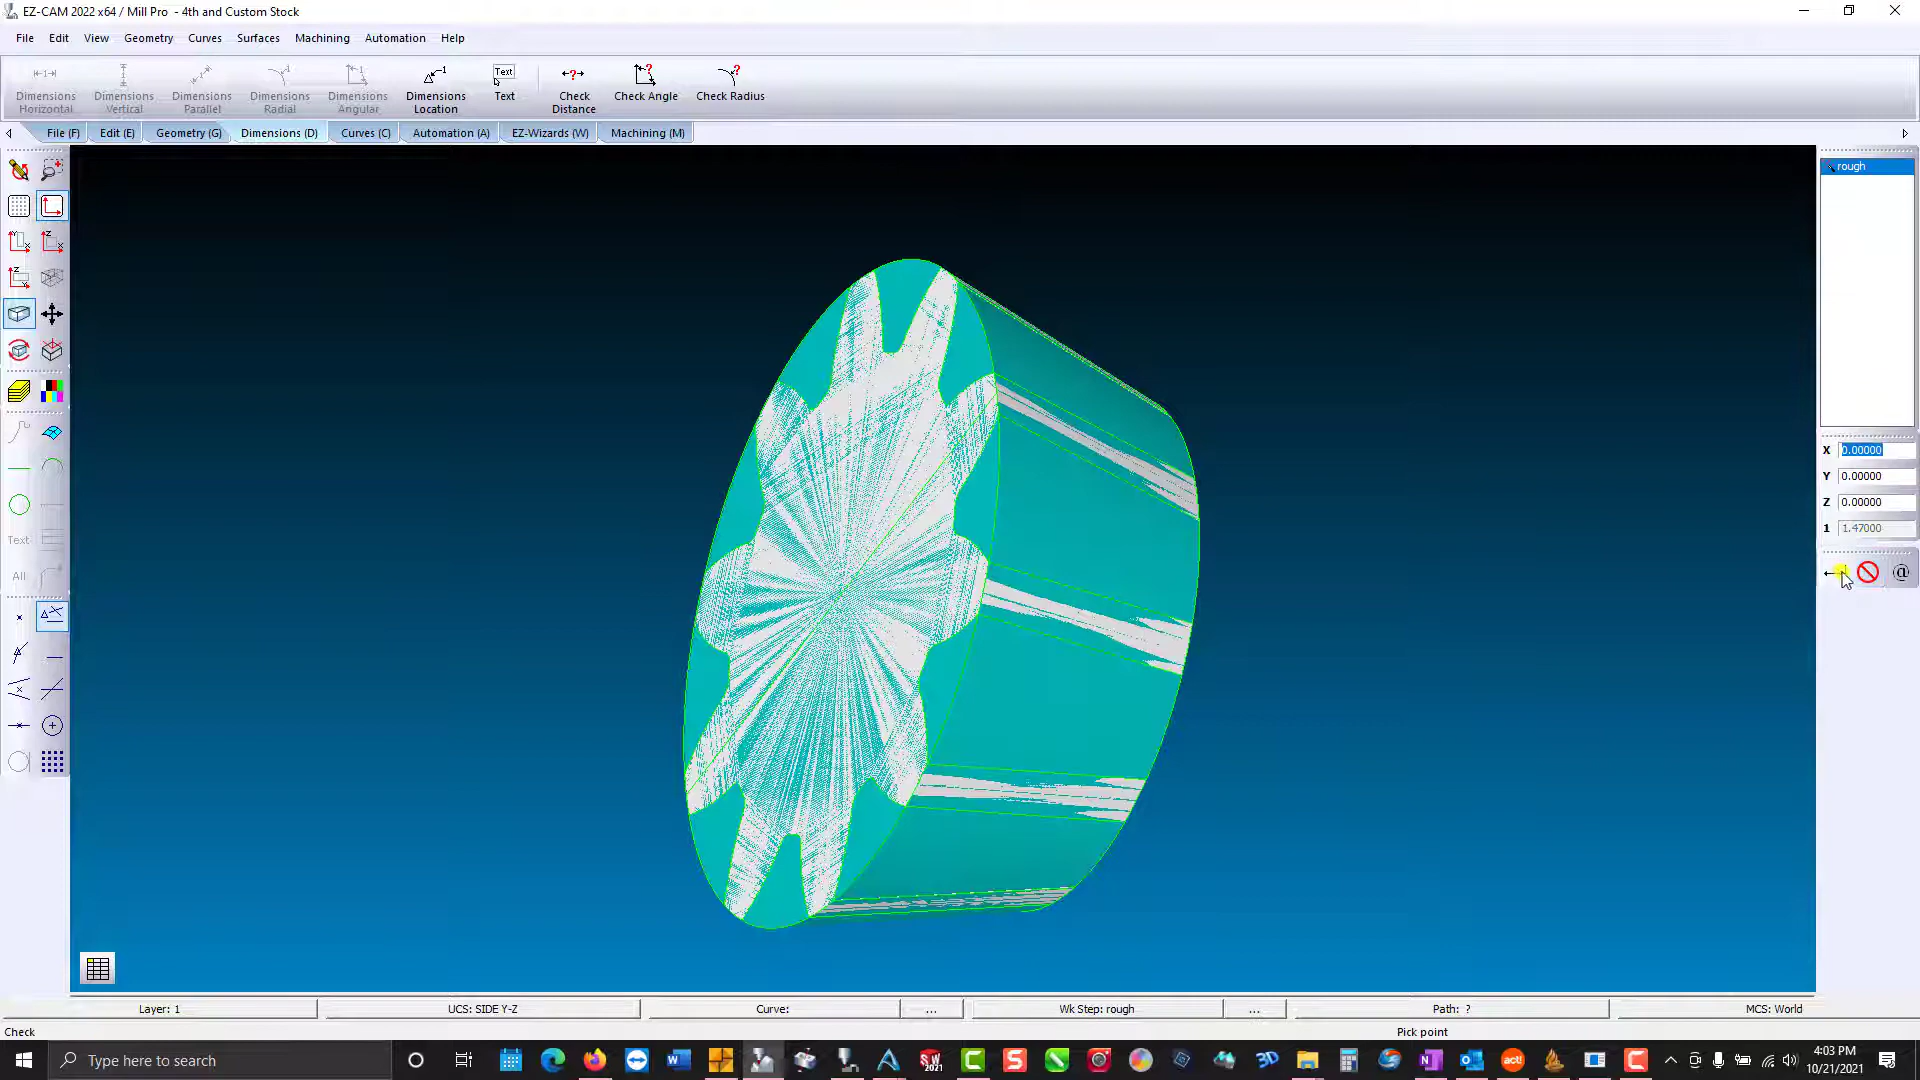 EZ-CAM 2022 x64 / Mill Pro - 4th and Custom Stock
File Edit View Geometry Curves Surfaces Machining Automation Help
Dimensions Horizontal
Dimensions Vertical
Dimensions Parallel
Dimensions Radial
Dimensions Angular
Dimensions Location
Text
Text
Check Distance
Check Angle
Check Radius
File (F) Edit (E) Geometry (G) Dimensions (D) Curves (C) Automation (A) EZ-Wizards (W) Machining (M)
rough
X 0.00000
Y 0.00000
Z 0.00000
1 1.47000
@
Text
All
Layer: 1 UCS: SIDE Y-Z Curve: ... Wk Step: rough ... Path: ? MCS: World
Check Pick point
Type here to search
SW 2021
3D
act!
4:03 PM
10/21/2021